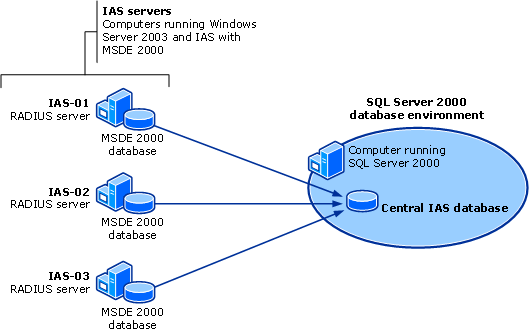 IAS servers
Computers running Windows
Server 2003 and IAS with
MSDE 2000
IAS-01
RADIUS server
MSDE 2000
database
IAS-02
RADIUS server
MSDE 2000
database
IAS-03
RADIUS server
MSDE 2000
database
SQL Server 2000
database environment
Computer running
SQL Server 2000
Central IAS database